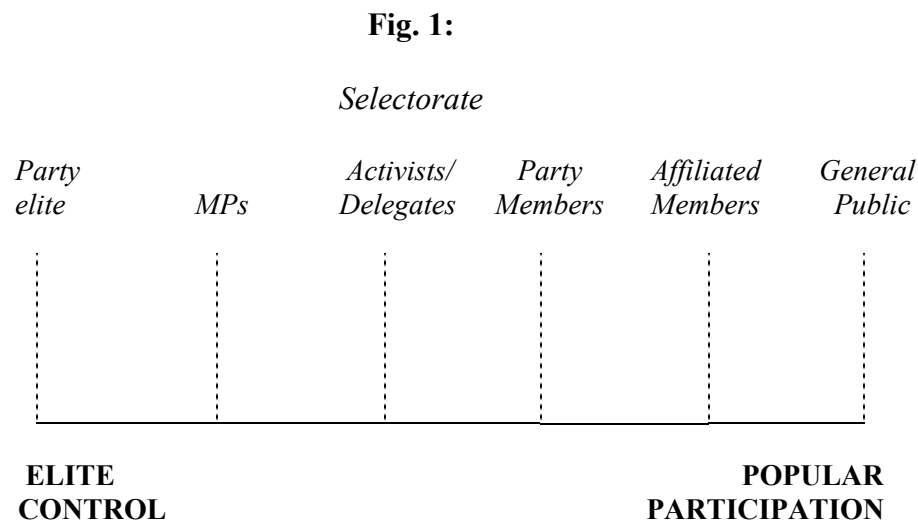 Fig. 1:
Selectorate
Party elite
MPs
Activists/ Delegates
Party Members
Affiliated Members
General Public
ELITE CONTROL
POPULAR PARTICIPATION